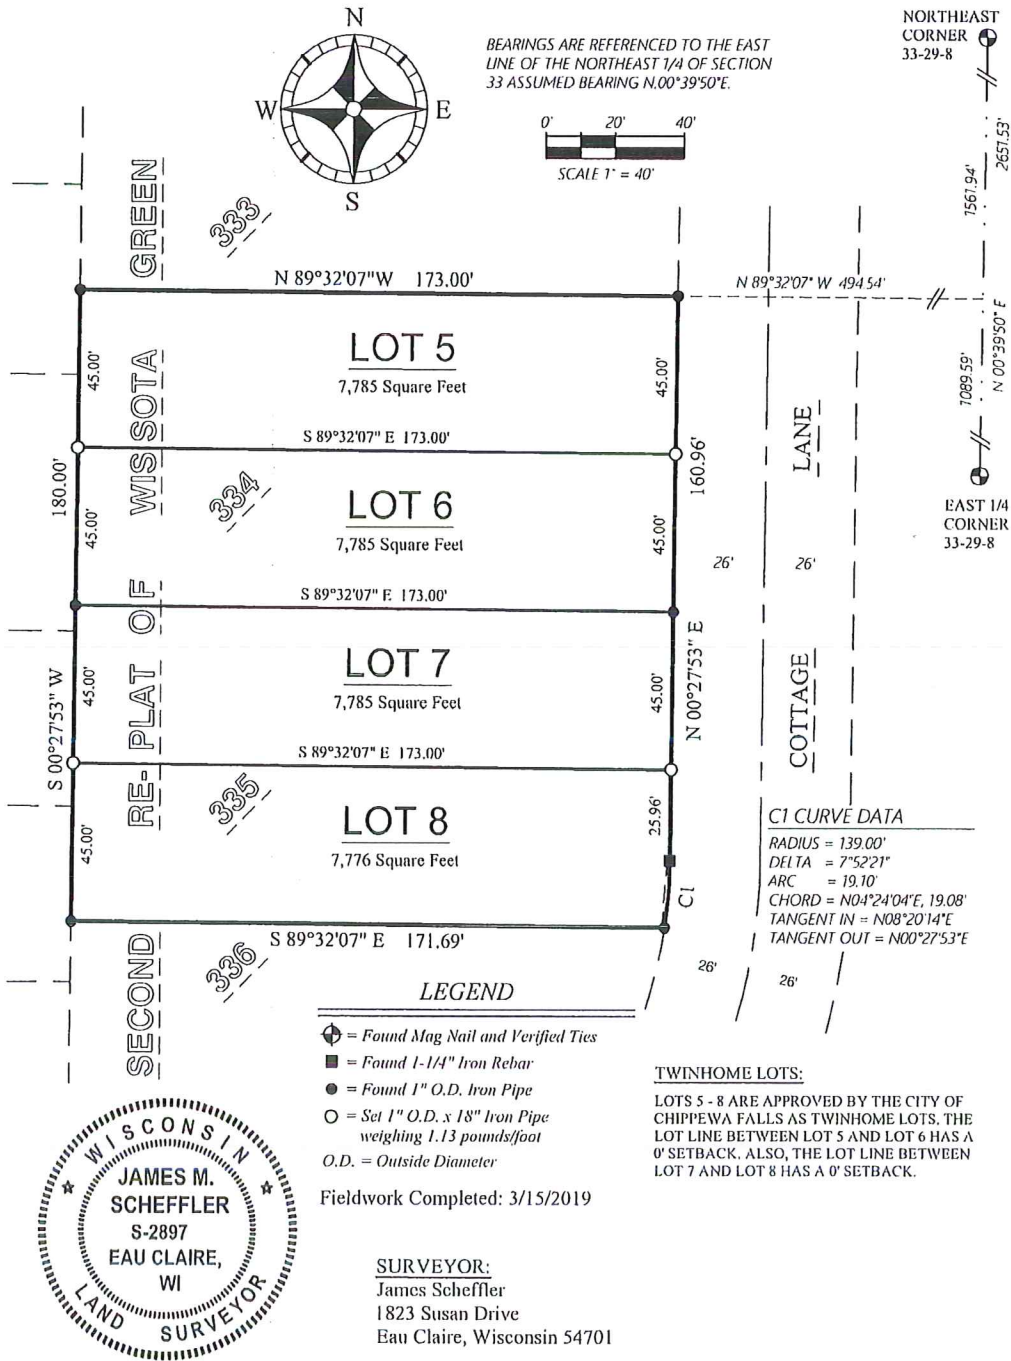 N
W
E
S
BEARINGS ARE REFERENCED TO THE EAST
LINE OF THE NORTHEAST 1/4 OF SECTION
33 ASSUMED BEARING N.00°39'50"E.
0' 20' 40'
SCALE 1" = 40'
NORTHEAST
CORNER
33-29-8
2651.53'
1561.94'
1089.59'
N 00°39'50" E
EAST 1/4
CORNER
33-29-8
SECOND RE-PLAT OF WISSOTA GREEN
333
N 89°32'07"W 173.00'
N 89°32'07" W 494.54'
LOT 5
7,785 Square Feet
45.00'
45.00'
S 89°32'07" E 173.00'
180.00'
160.96'
334
LOT 6
7,785 Square Feet
45.00'
45.00'
S 89°32'07" E 173.00'
26'
26'
COTTAGE LANE
S 00°27'53" W
N 00°27'53" E
LOT 7
7,785 Square Feet
45.00'
45.00'
S 89°32'07" E 173.00'
335
LOT 8
7,776 Square Feet
45.00'
25.96'
C1
S 89°32'07" E 171.69'
336
26'
26'
C1 CURVE DATA
RADIUS = 139.00'
DELTA = 7°52'21"
ARC = 19.10'
CHORD = N04°24'04"E, 19.08'
TANGENT IN = N08°20'14"E
TANGENT OUT = N00°27'53"E
LEGEND
= Found Mag Nail and Verified Ties
= Found 1-1/4" Iron Rebar
= Found 1" O.D. Iron Pipe
= Set 1" O.D. x 18" Iron Pipe
weighing 1.13 pounds/foot
O.D. = Outside Diameter
Fieldwork Completed: 3/15/2019
TWINHOME LOTS:
LOTS 5 - 8 ARE APPROVED BY THE CITY OF
CHIPPEWA FALLS AS TWINHOME LOTS. THE
LOT LINE BETWEEN LOT 5 AND LOT 6 HAS A
0' SETBACK. ALSO, THE LOT LINE BETWEEN
LOT 7 AND LOT 8 HAS A 0' SETBACK.
WISCONSIN
JAMES M.
SCHEFFLER
S-2897
EAU CLAIRE,
WI
LAND SURVEYOR
SURVEYOR:
James Scheffler
1823 Susan Drive
Eau Claire, Wisconsin 54701